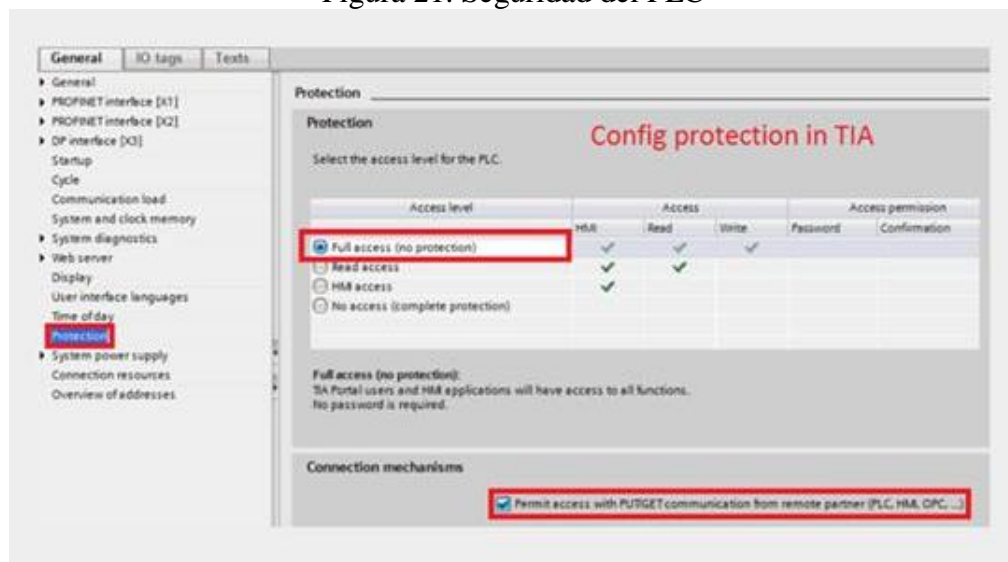 Figura 21. Seguridad del PLC
General IO tags Texts
General
PROFINET interface [X1]
PROFINET interface [X2]
DP interface [X3]
Startup
Cycle
Communication load
System and clock memory
System diagnostics
Web server
Display
User interface languages
Time of day
Protection
System power supply
Connection resources
Overview of addresses
Protection
Protection
Config protection in TIA
Select the access level for the PLC.
Access level Access Access permission
HMI Read Write Password Confirmation
Full access (no protection)
Read access
HMI access
No access (complete protection)
Full access (no protection):
TIA Portal users and HMI applications will have access to all functions.
No password is required.
Connection mechanisms
Permit access with PUT/GET communication from remote partner (PLC, HMI, OPC, ...)